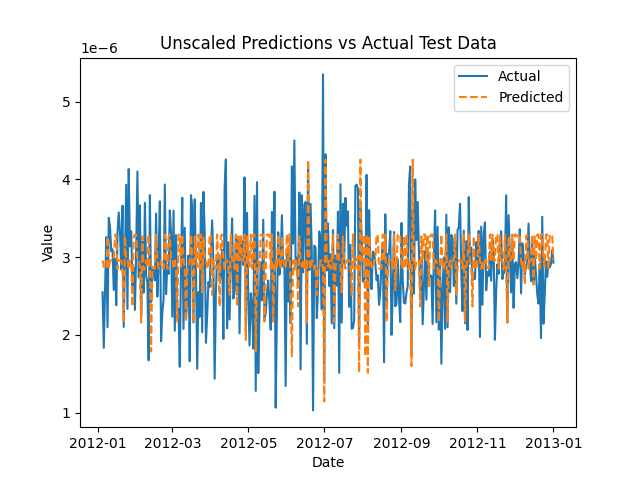 Unscaled Predictions vs Actual Test Data
1e−6
Actual
Predicted
5
4
3
2
1
Value
2012-01 2012-03 2012-05 2012-07 2012-09 2012-11 2013-01
Date